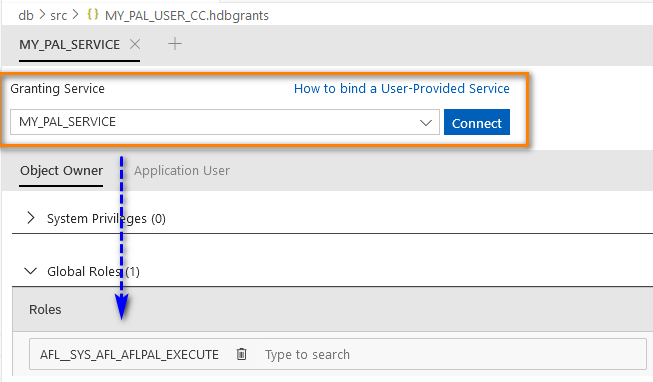 db > src > {} MY_PAL_USER_CC.hdbgrants
MY_PAL_SERVICE × +
Granting Service How to bind a User-Provided Service
MY_PAL_SERVICE Connect
Object Owner Application User
System Privileges (0)
Global Roles (1)
Roles
AFL__SYS_AFL_AFLPAL_EXECUTE Type to search